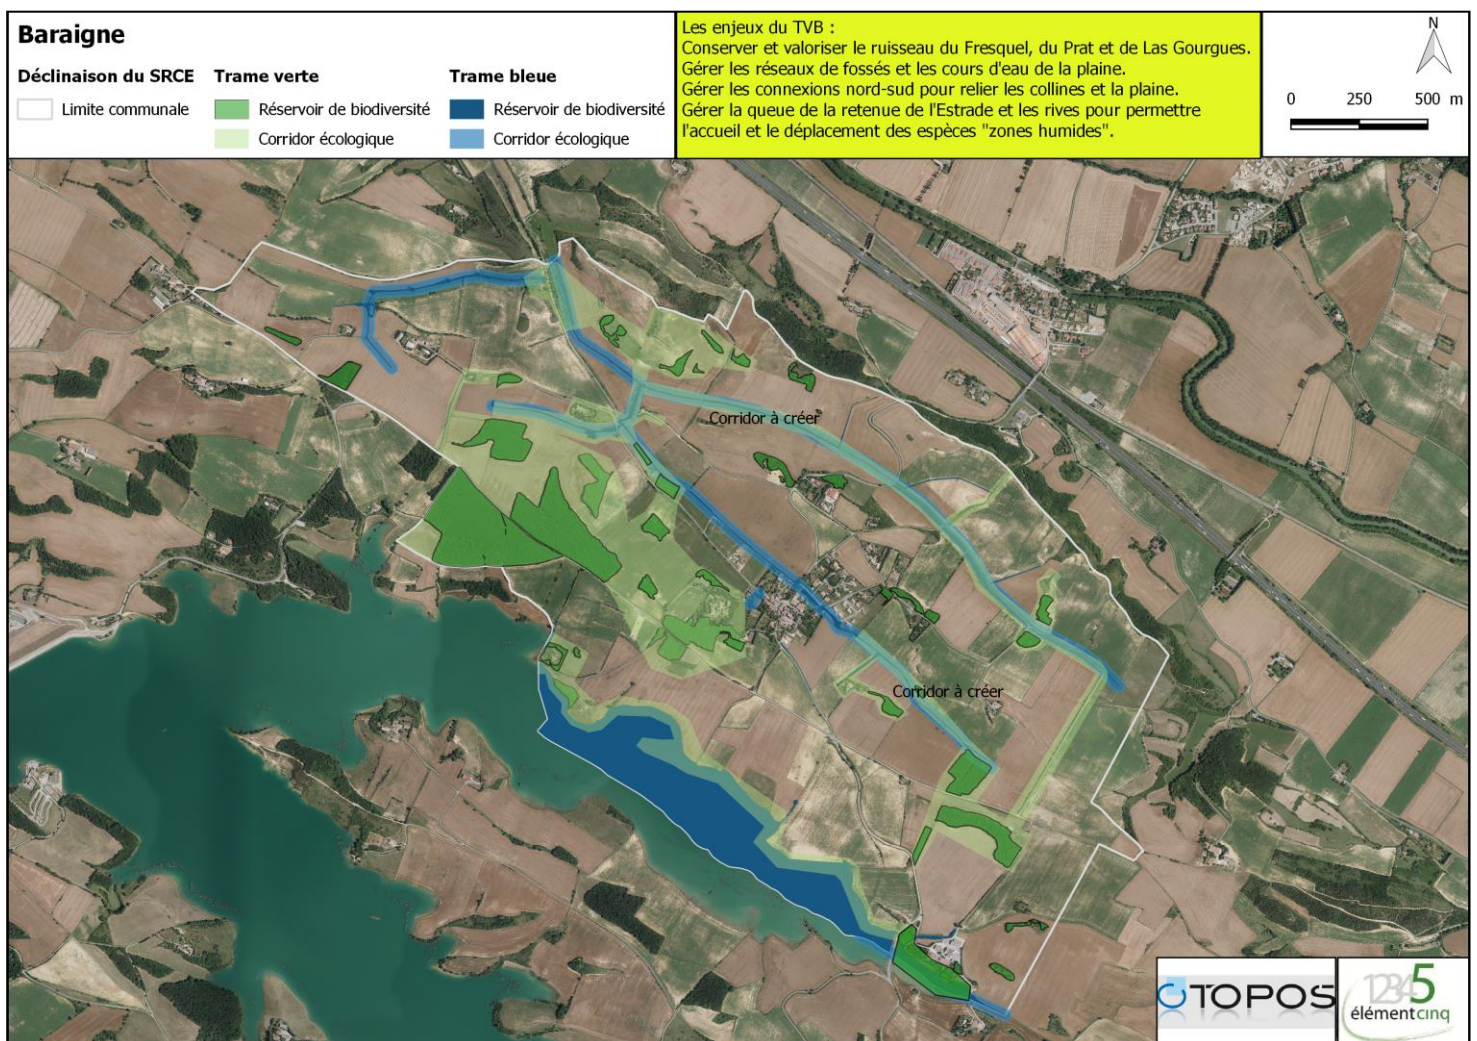 Baraigne
Déclinaison du SRCE
Limite communale
Trame verte
Réservoir de biodiversité
Corridor écologique
Trame bleue
Réservoir de biodiversité
Corridor écologique
Les enjeux du TVB :
Conserver et valoriser le ruisseau du Fresquel, du Prat et de Las Gourgues.
Gérer les réseaux de fossés et les cours d'eau de la plaine.
Gérer les connexions nord-sud pour relier les collines et la plaine.
Gérer la queue de la retenue de l'Estrade et les rives pour permettre
l'accueil et le déplacement des espèces "zones humides".
N
0 250 500 m
Corridor à créer
Corridor à créer
TOPOS
12345
élémentcinq